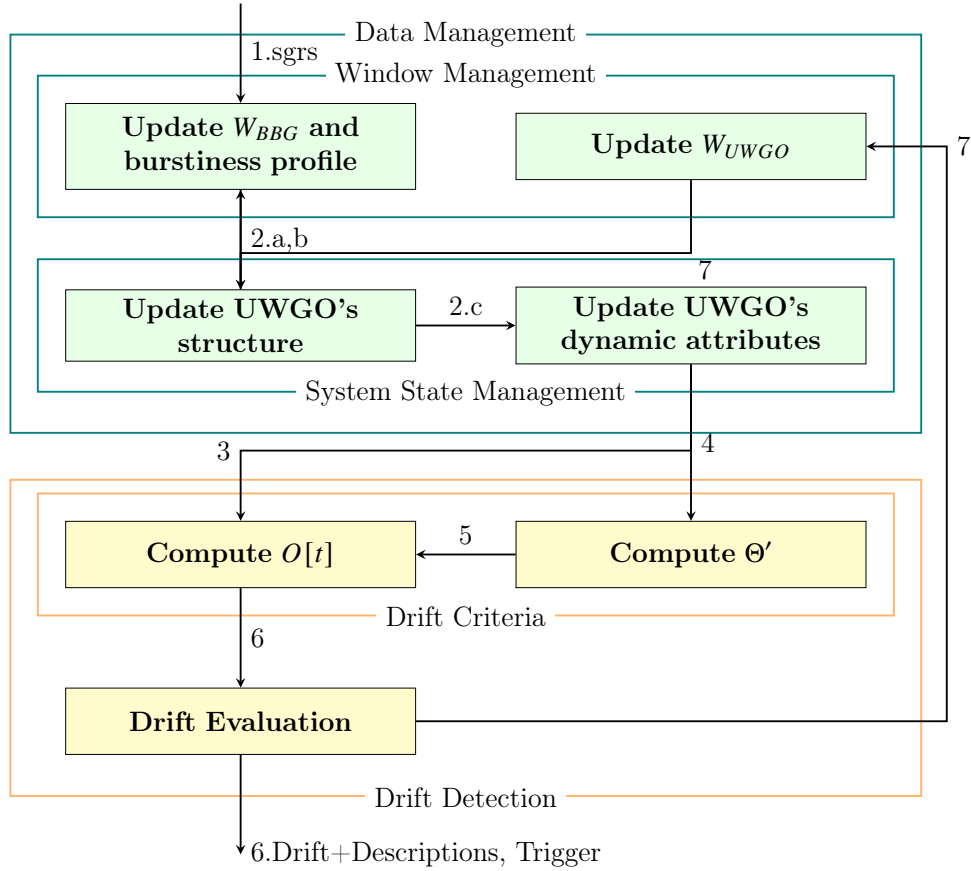 Data Management
1.sgrs
Window Management
Update W_BBG and
burstiness profile
Update W_UWGO
7
2.a,b
7
Update UWGO's
structure
2.c
Update UWGO's
dynamic attributes
System State Management
3
4
Compute O[t]
5
Compute Θ′
Drift Criteria
6
Drift Evaluation
Drift Detection
6.Drift+Descriptions, Trigger